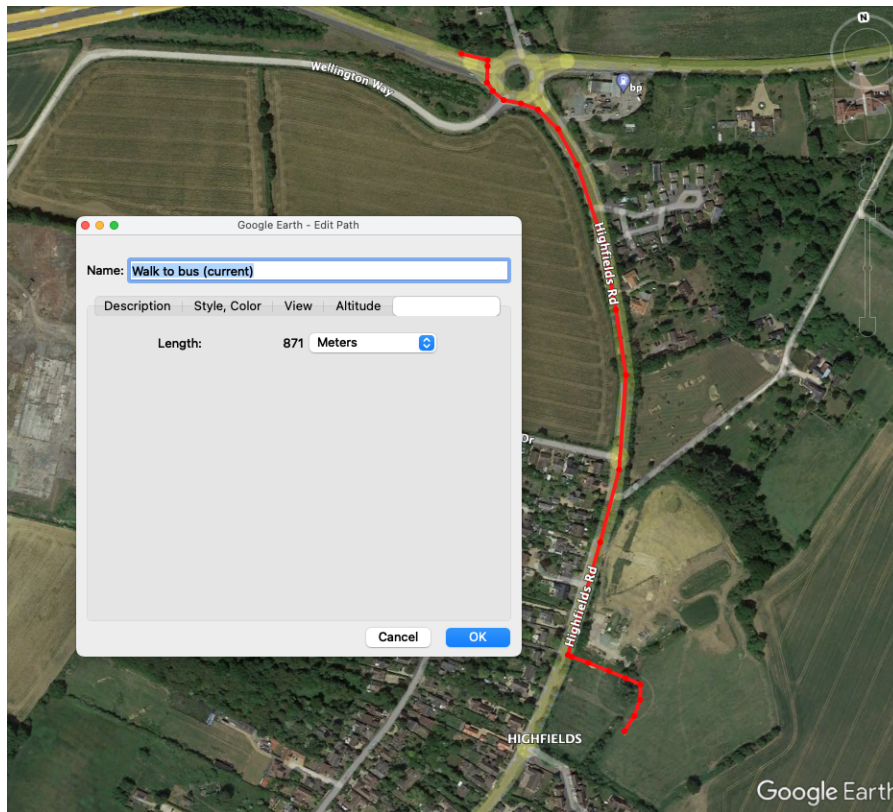 Wellington Way
bp
N
Google Earth - Edit Path
Name: Walk to bus (current)
Description Style, Color View Altitude
Length: 871 Meters
Highfields Rd
Dr
Highfields Rd
Cancel OK
HIGHFIELDS
Google Earth